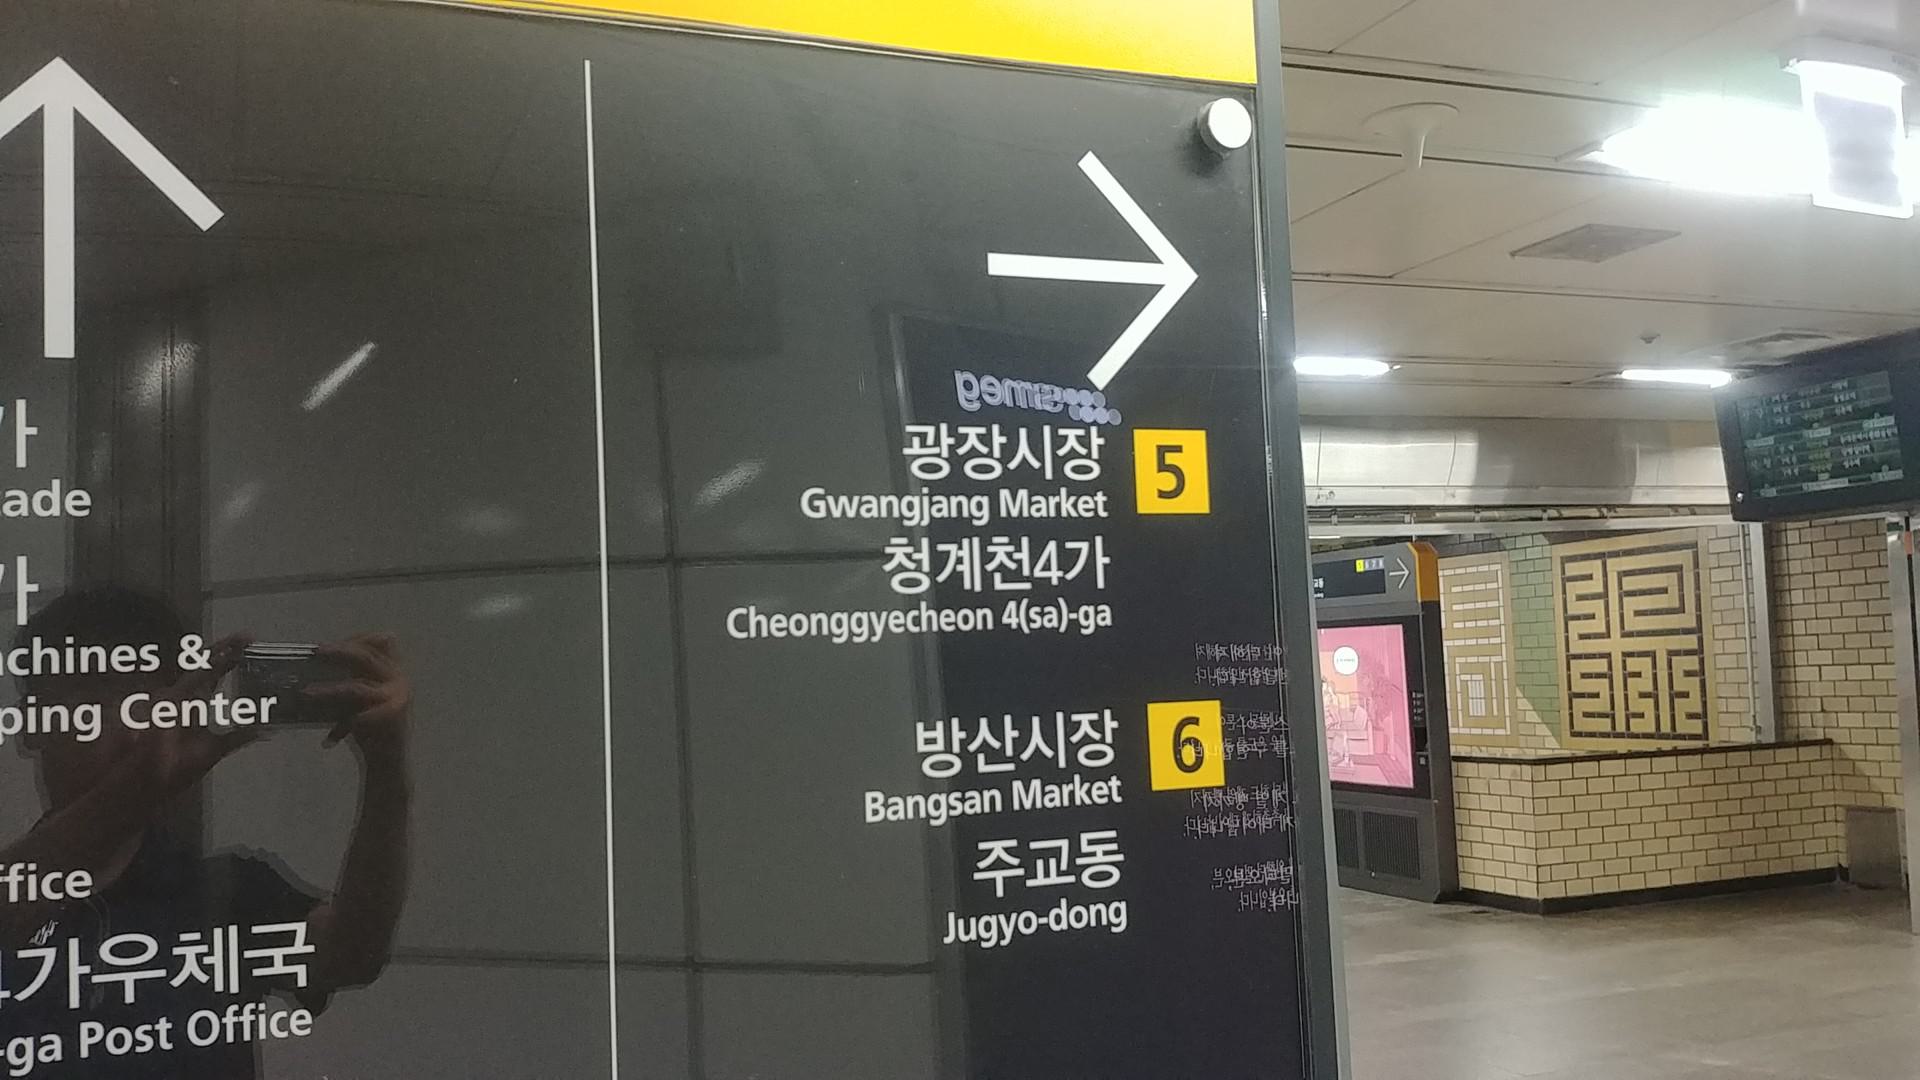 가
ade
가
achines &
ping Center
ffice
4가우체국
-ga Post Office
광장시장 5
Gwangjang Market
청계천4가
Cheonggyecheon 4(sa)-ga
방산시장 6
Bangsan Market
주교동
Jugyo-dong